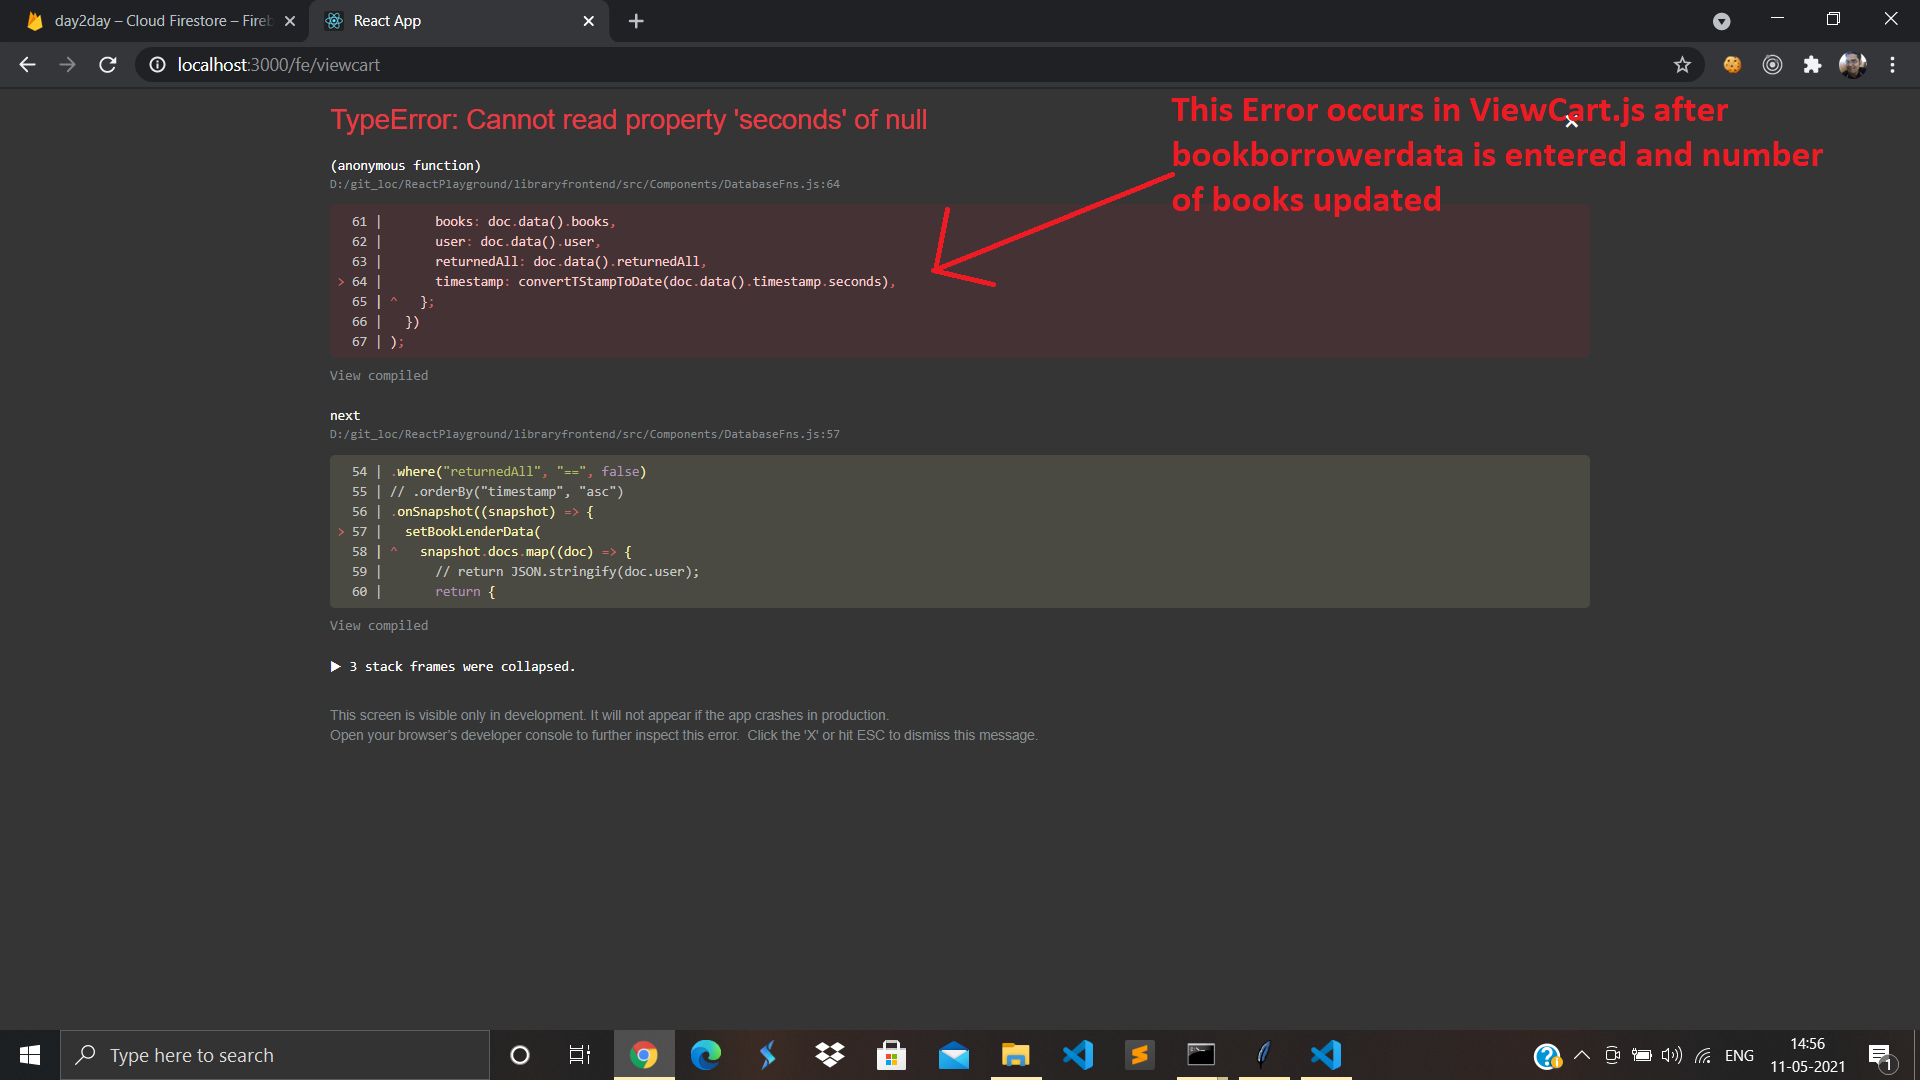 day2day – Cloud Firestore – Fireb
React App
localhost:3000/fe/viewcart
TypeError: Cannot read property 'seconds' of null
This Error occurs in ViewCart.js after
bookborrowerdata is entered and number
of books updated
(anonymous function)
D:/git_loc/ReactPlayground/libraryfrontend/src/Components/DatabaseFns.js:64
61 | books: doc.data().books,
62 | user: doc.data().user,
63 | returnedAll: doc.data().returnedAll,
> 64 | timestamp: convertTStampToDate(doc.data().timestamp.seconds),
65 | ^ };
66 | })
67 | );
View compiled
next
D:/git_loc/ReactPlayground/libraryfrontend/src/Components/DatabaseFns.js:57
54 | .where("returnedAll", "==", false)
55 | // .orderBy("timestamp", "asc")
56 | .onSnapshot((snapshot) => {
> 57 | setBookLenderData(
58 | ^ snapshot.docs.map((doc) => {
59 | // return JSON.stringify(doc.user);
60 | return {
View compiled
▶ 3 stack frames were collapsed.
This screen is visible only in development. It will not appear if the app crashes in production.
Open your browser's developer console to further inspect this error. Click the 'X' or hit ESC to dismiss this message.
Type here to search
ENG
14:56
11-05-2021
1